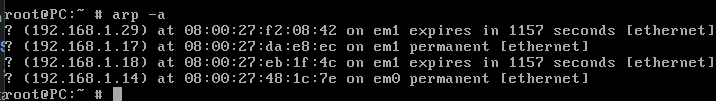 root@PC:~ # arp -a
? (192.168.1.29) at 08:00:27:f2:08:42 on em1 expires in 1157 seconds [ethernet]
? (192.168.1.17) at 08:00:27:da:e8:ec on em1 permanent [ethernet]
? (192.168.1.18) at 08:00:27:eb:1f:4c on em1 expires in 1157 seconds [ethernet]
? (192.168.1.14) at 08:00:27:48:1c:7e on em0 permanent [ethernet]
root@PC:~ #